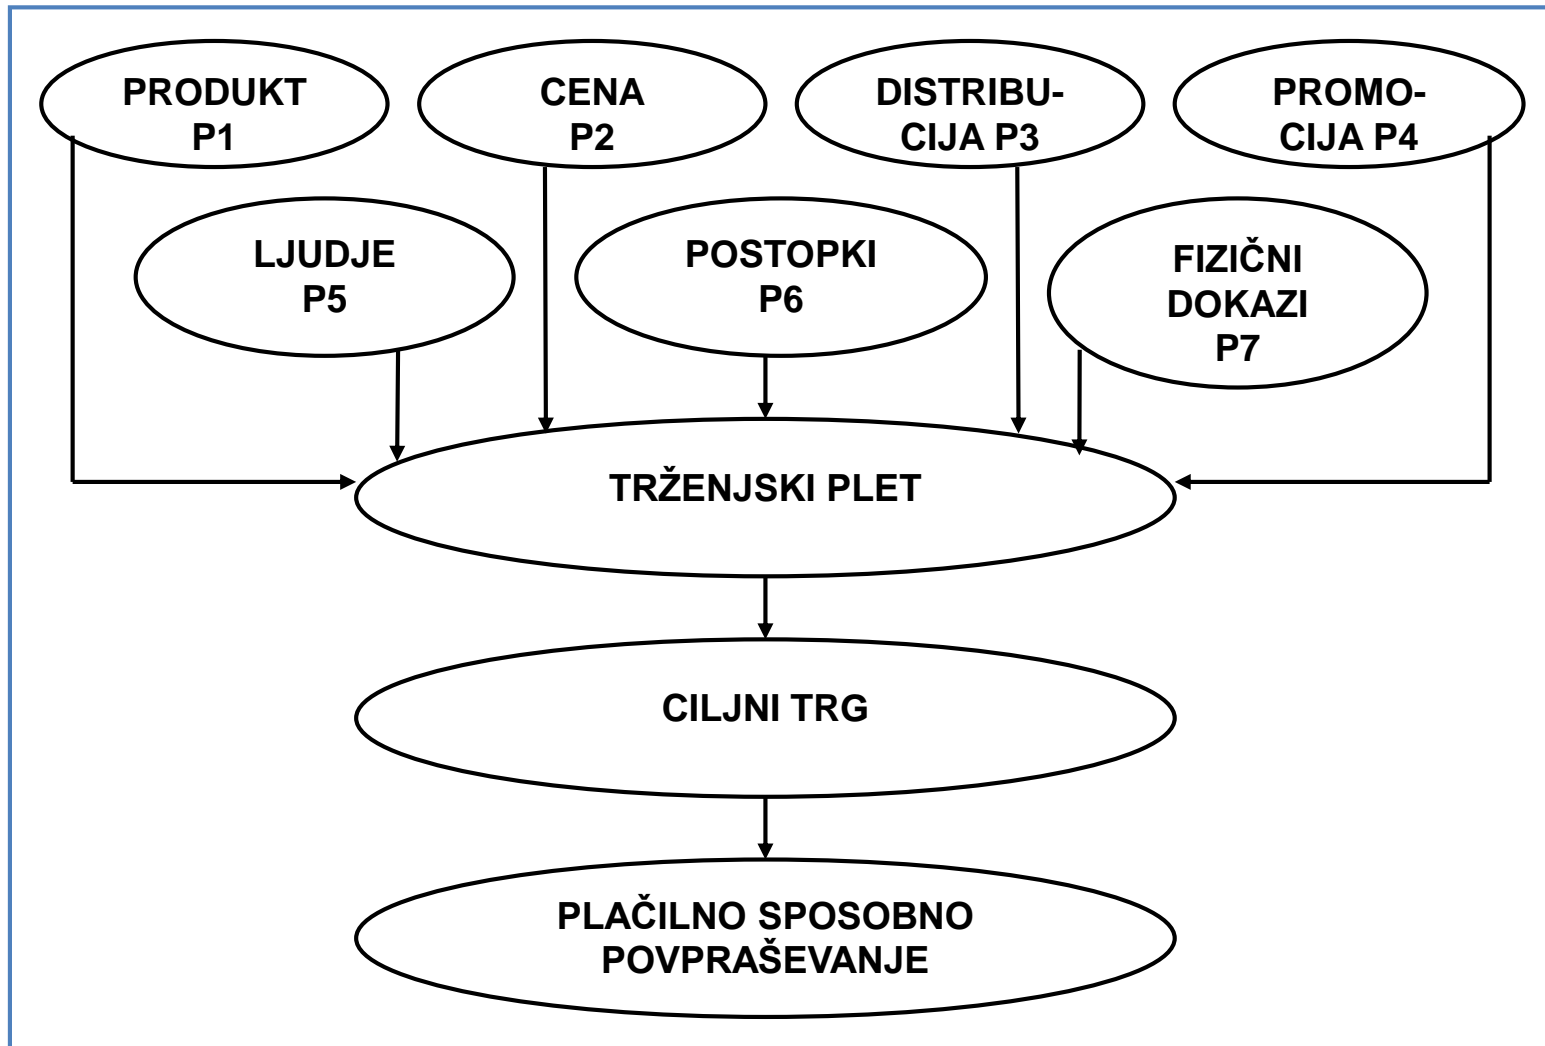 PRODUKT
P1
CENA
P2
DISTRIBU-
CIJA P3
PROMO-
CIJA P4
LJUDJE
P5
POSTOPKI
P6
FIZIČNI
DOKAZI
P7
TRŽENJSKI PLET
CILJNI TRG
PLAČILNO SPOSOBNO
POVPRAŠEVANJE